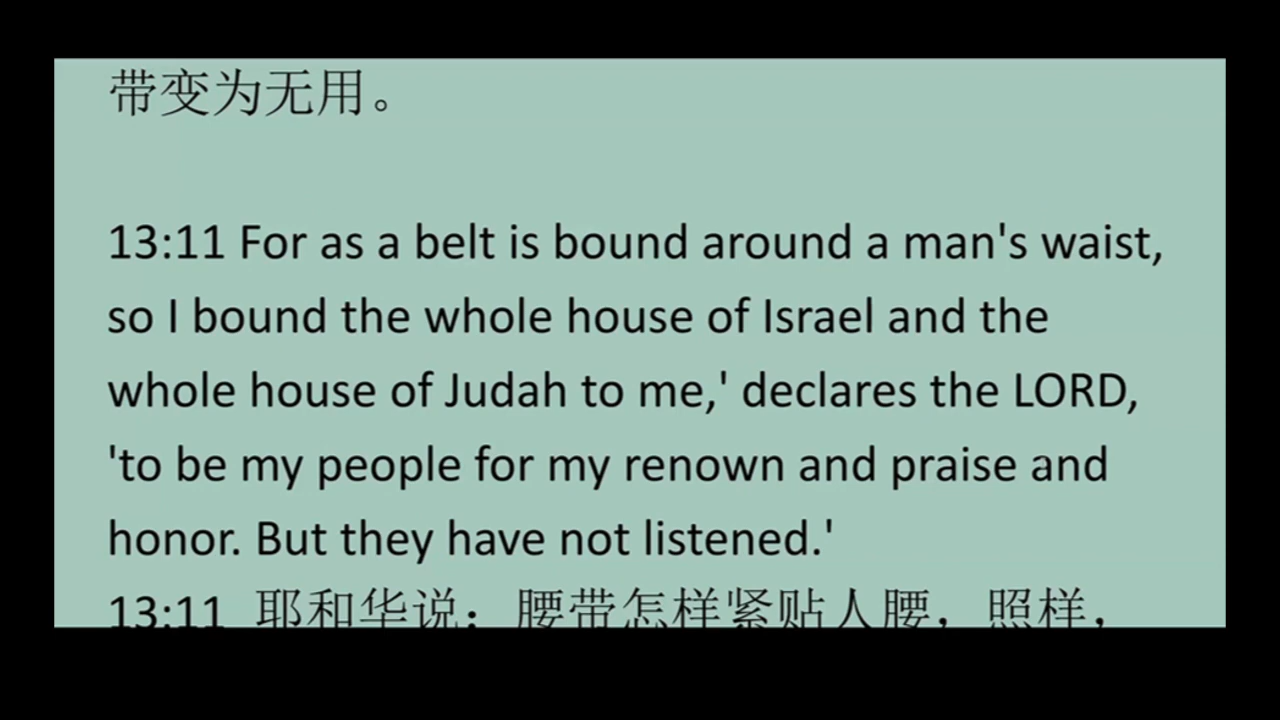 带变为无用。
13:11 For as a belt is bound around a man's waist,
so I bound the whole house of Israel and the
whole house of Judah to me,' declares the LORD,
'to be my people for my renown and praise and
honor. But they have not listened.'
13:11 耶和华说：腰带怎样紧贴人腰，照样，